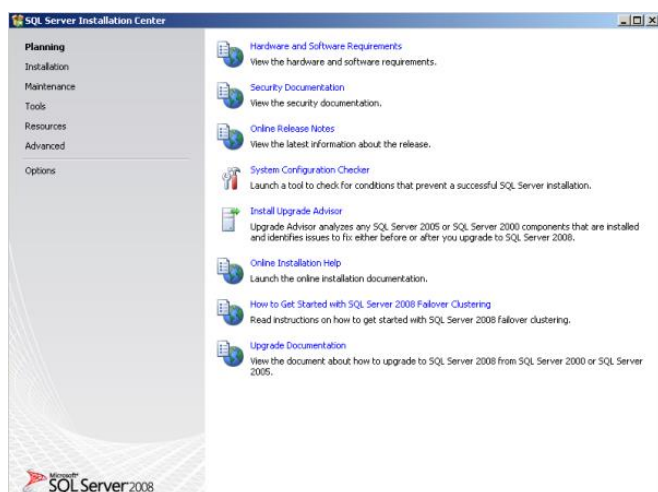 SQL Server Installation Center
Planning
Installation
Maintenance
Tools
Resources
Advanced
Options
Hardware and Software Requirements
View the hardware and software requirements.
Security Documentation
View the security documentation.
Online Release Notes
View the latest information about the release.
System Configuration Checker
Launch a tool to check for conditions that prevent a successful SQL Server installation.
Install Upgrade Advisor
Upgrade Advisor analyzes any SQL Server 2005 or SQL Server 2000 components that are installed
and identifies issues to fix either before or after you upgrade to SQL Server 2008.
Online Installation Help
Launch the online installation documentation.
How to Get Started with SQL Server 2008 Failover Clustering
Read instructions on how to get started with SQL Server 2008 failover clustering.
Upgrade Documentation
View the document about how to upgrade to SQL Server 2008 from SQL Server 2000 or SQL Server
2005.
Microsoft
SQL Server 2008